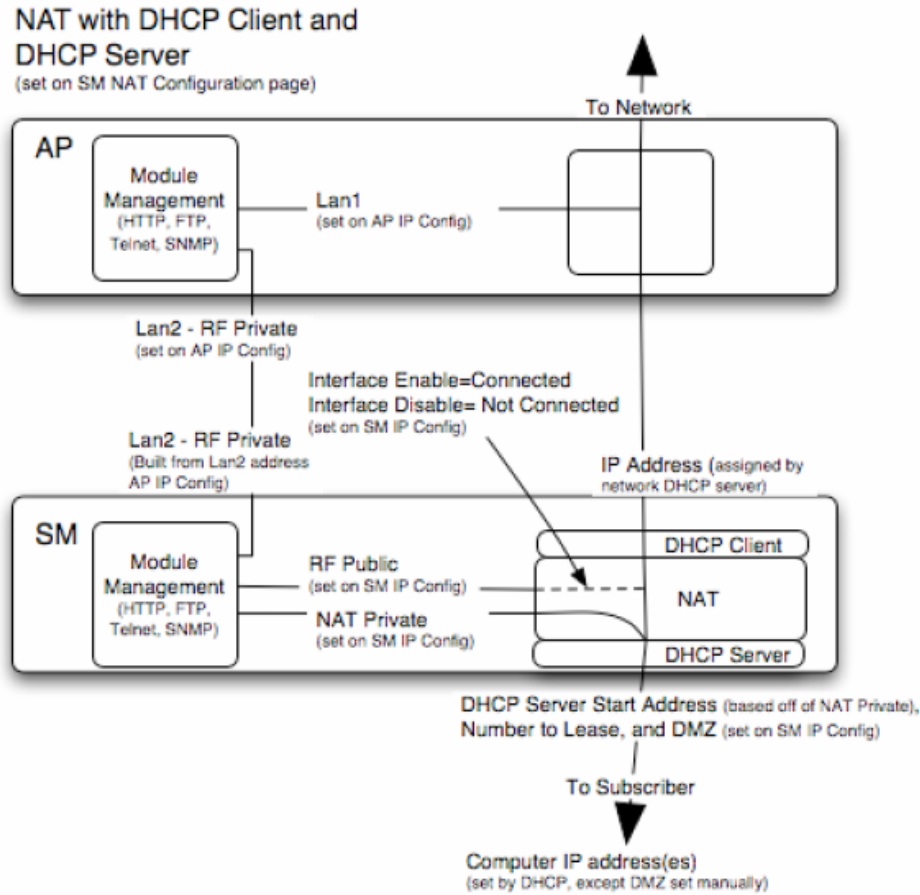 NAT with DHCP Client and
DHCP Server
(set on SM NAT Configuration page)
To Network
AP
Module
Management
(HTTP, FTP,
Telnet, SNMP)
Lan1
(set on AP IP Config)
Lan2 - RF Private
(set on AP IP Config)
Interface Enable=Connected
Interface Disable= Not Connected
(set on SM IP Config)
Lan2 - RF Private
(Built from Lan2 address
AP IP Config)
IP Address (assigned by
network DHCP server)
SM
Module
Management
(HTTP, FTP,
Telnet, SNMP)
RF Public
(set on SM IP Config)
NAT Private
(set on SM IP Config)
DHCP Client
NAT
DHCP Server
DHCP Server Start Address (based off of NAT Private),
Number to Lease, and DMZ (set on SM IP Config)
To Subscriber
Computer IP address(es)
(set by DHCP, except DMZ set manually)